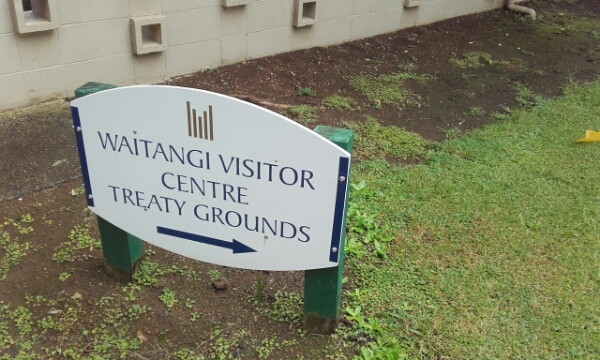 WAITANGI VISITOR
CENTRE
TREATY GROUNDS